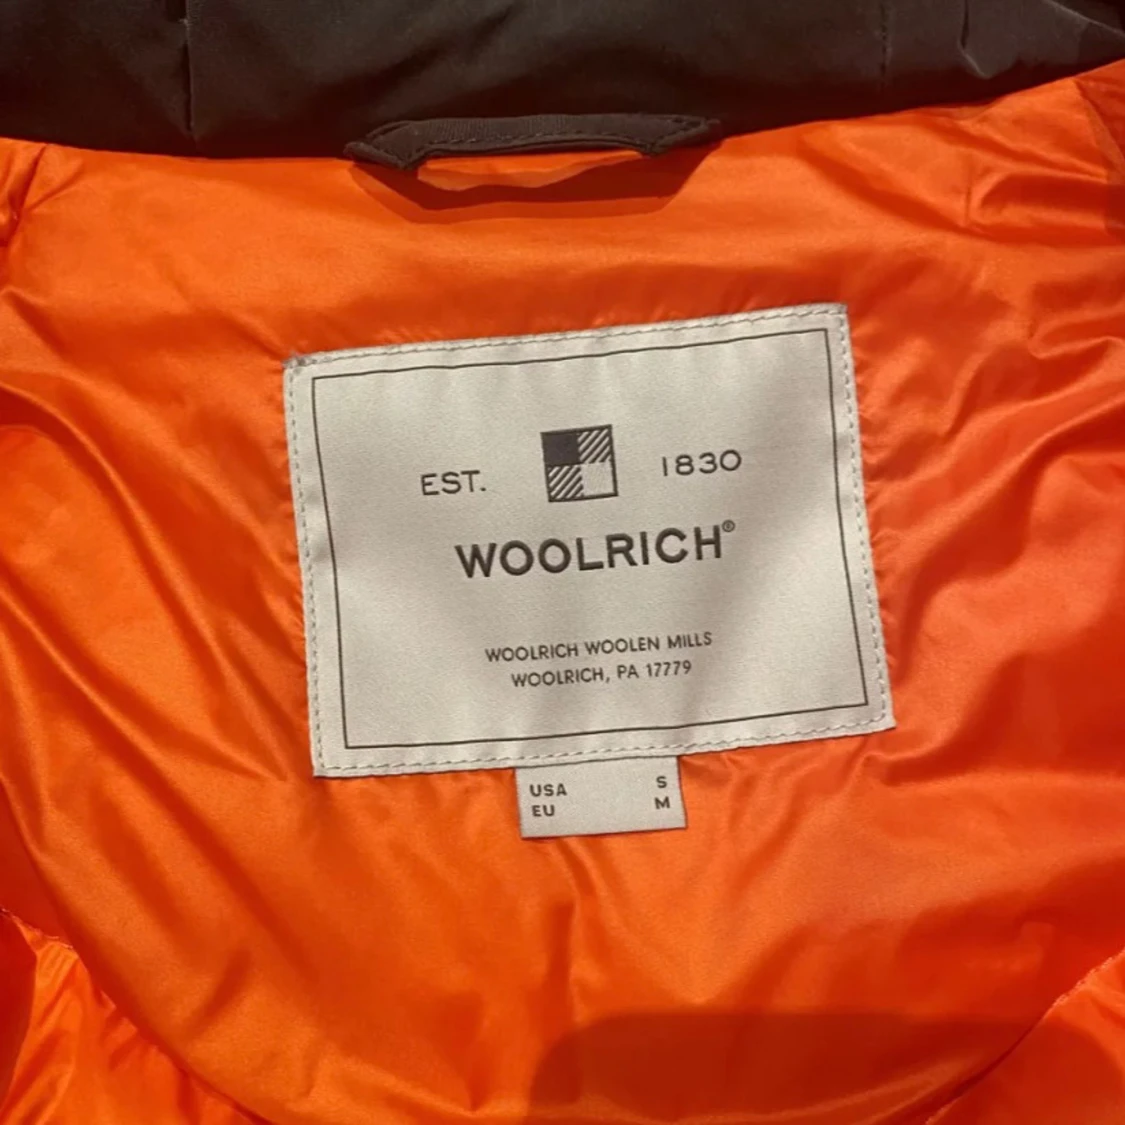 EST. 1830
WOOLRICH®
WOOLRICH WOOLEN MILLS
WOOLRICH, PA 17779
USA S
EU M